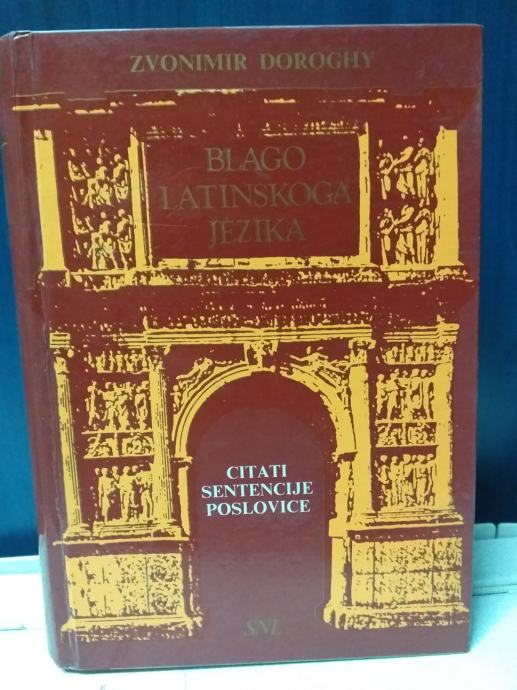 ZVONIMIR DOROGHY
BLAGO
LATINSKOGA
JEZIKA
CITATI
SENTENCIJE
POSLOVICE
SNL